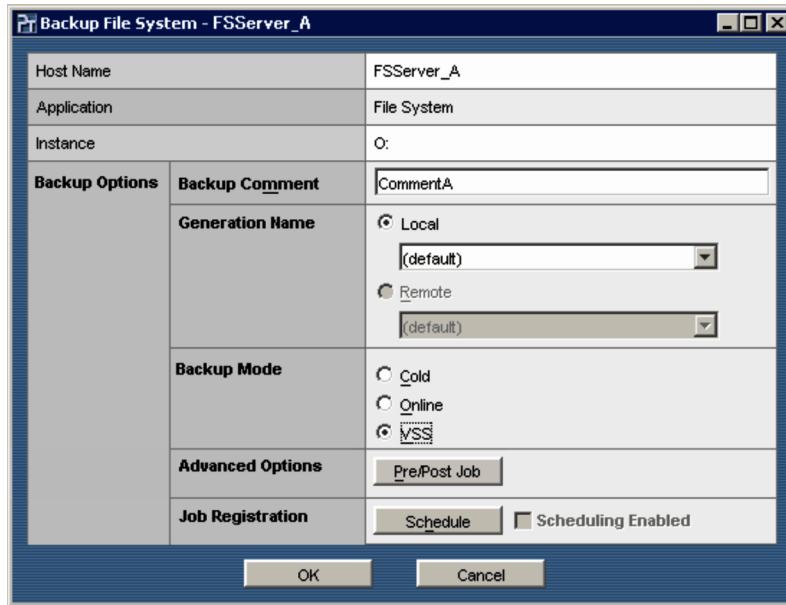 Backup File System - FSServer_A
Host Name FSServer_A
Application File System
Instance O:
Backup Options Backup Comment CommentA
Generation Name Local
(default)
Remote
(default)
Backup Mode Cold
Online
VSS
Advanced Options Pre/Post Job
Job Registration Schedule Scheduling Enabled
OK Cancel